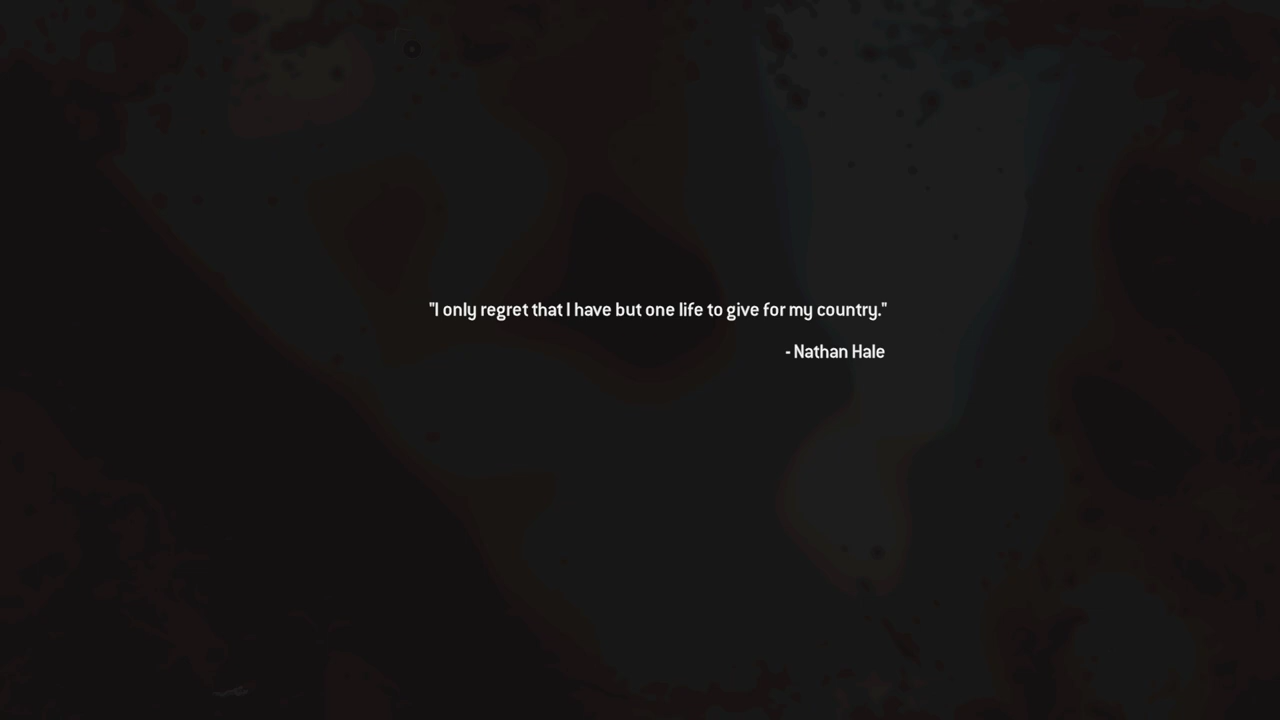 "I only regret that I have but one life to give for my country."
- Nathan Hale